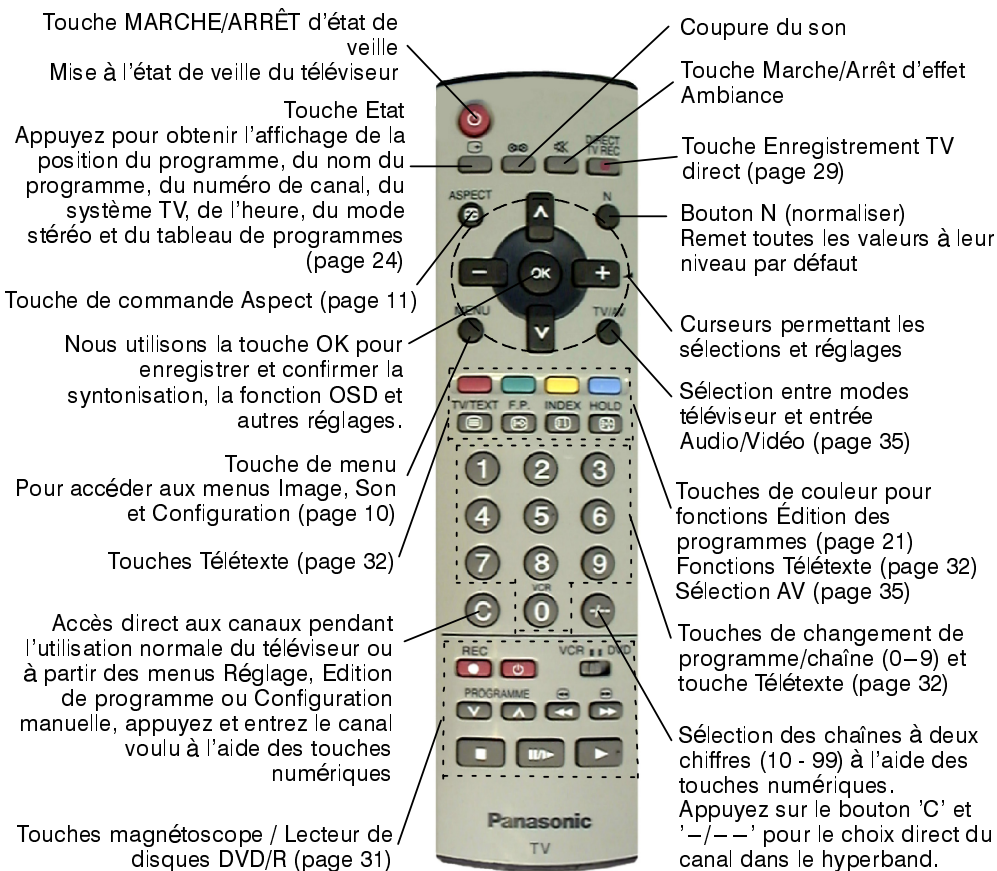 Touche MARCHE/ARRÊT d'état de
veille
Mise à l'état de veille du téléviseur
Touche Etat
Appuyez pour obtenir l'affichage de la
position du programme, du nom du
programme, du numéro de canal, du
système TV, de l'heure, du mode
stéréo et du tableau de programmes
(page 24)
Touche de commande Aspect (page 11)
Nous utilisons la touche OK pour
enregistrer et confirmer la
syntonisation, la fonction OSD et
autres réglages.
Touche de menu
Pour accéder aux menus Image, Son
et Configuration (page 10)
Touches Télétexte (page 32)
Accès direct aux canaux pendant
l'utilisation normale du téléviseur ou
à partir des menus Réglage, Edition
de programme ou Configuration
manuelle, appuyez et entrez le canal
voulu à l'aide des touches
numériques
Touches magnétoscope / Lecteur de
disques DVD/R (page 31)
DIRECT
TV REC
ASPECT
N
OK
MENU
TV/AV
TV/TEXT F.P. INDEX HOLD
1 2 3
4 5 6
7 8 9
VCR
C 0 -/--
REC
VCR DVD
PROGRAMME
Panasonic
TV
Coupure du son
Touche Marche/Arrêt d'effet
Ambiance
Touche Enregistrement TV
direct (page 29)
Bouton N (normaliser)
Remet toutes les valeurs à leur
niveau par défaut
Curseurs permettant les
sélections et réglages
Sélection entre modes
téléviseur et entrée
Audio/Vidéo (page 35)
Touches de couleur pour
fonctions Édition des
programmes (page 21)
Fonctions Télétexte (page 32)
Sélection AV (page 35)
Touches de changement de
programme/chaîne (0–9) et
touche Télétexte (page 32)
Sélection des chaînes à deux
chiffres (10 - 99) à l'aide des
touches numériques.
Appuyez sur le bouton 'C' et
'–/––' pour le choix direct du
canal dans le hyperband.